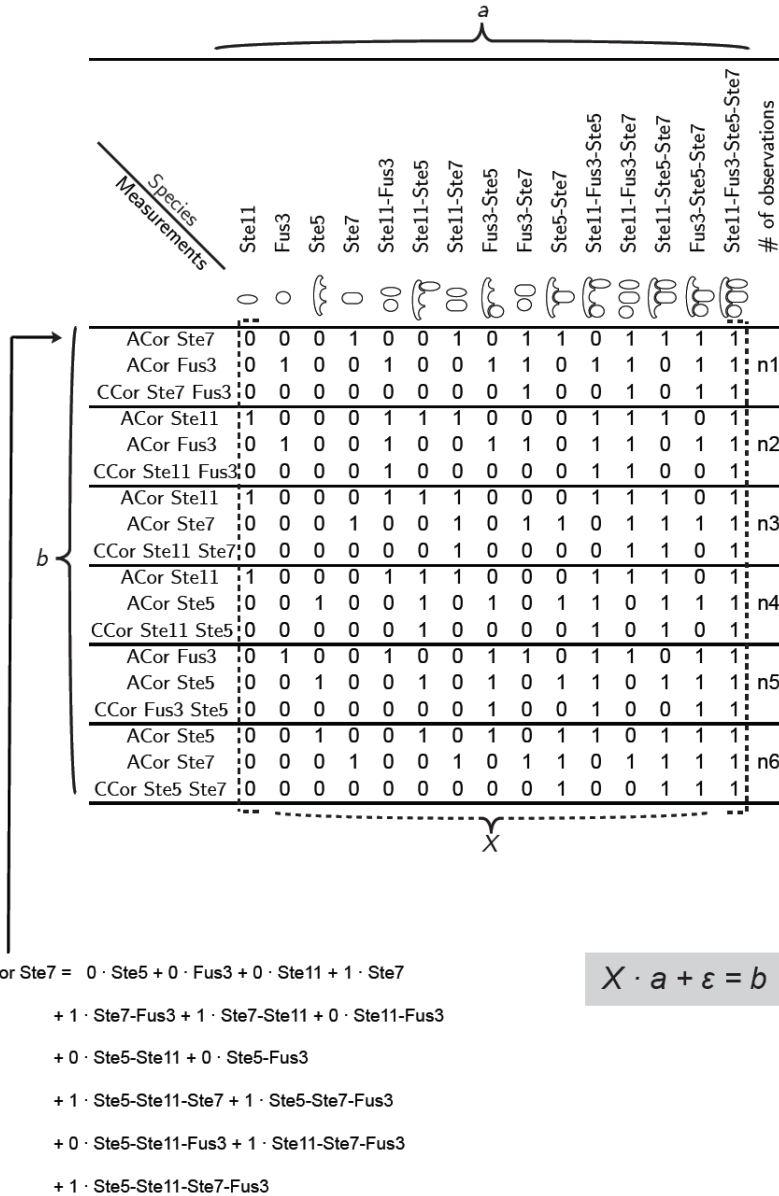 a
Species
Measurements
Ste11
Fus3
Ste5
Ste7
Ste11-Fus3
Ste11-Ste5
Ste11-Ste7
Fus3-Ste5
Fus3-Ste7
Ste5-Ste7
Ste11-Fus3-Ste5
Ste11-Fus3-Ste7
Ste11-Ste5-Ste7
Fus3-Ste5-Ste7
Ste11-Fus3-Ste5-Ste7
# of observations
ACor Ste7 0 0 0 1 0 0 1 0 1 1 0 1 1 1 1
ACor Fus3 0 1 0 0 1 0 0 1 1 0 1 1 0 1 1 n1
CCor Ste7 Fus3 0 0 0 0 0 0 0 0 1 0 0 1 0 1 1
ACor Ste11 1 0 0 0 1 1 1 0 0 0 1 1 1 0 1
ACor Fus3 0 1 0 0 1 0 0 1 1 0 1 1 0 1 1 n2
CCor Ste11 Fus3 0 0 0 0 1 0 0 0 0 0 1 1 0 0 1
ACor Ste11 1 0 0 0 1 1 1 0 0 0 1 1 1 0 1
ACor Ste7 0 0 0 1 0 0 1 0 1 1 0 1 1 1 1 n3
CCor Ste11 Ste7 0 0 0 0 0 0 1 0 0 0 0 1 1 0 1
b
ACor Ste11 1 0 0 0 1 1 1 0 0 0 1 1 1 0 1
ACor Ste5 0 0 1 0 0 1 0 1 0 1 1 0 1 1 1 n4
CCor Ste11 Ste5 0 0 0 0 0 1 0 0 0 0 1 0 1 0 1
ACor Fus3 0 1 0 0 1 0 0 1 1 0 1 1 0 1 1
ACor Ste5 0 0 1 0 0 1 0 1 0 1 1 0 1 1 1 n5
CCor Fus3 Ste5 0 0 0 0 0 0 0 1 0 0 1 0 0 1 1
ACor Ste5 0 0 1 0 0 1 0 1 0 1 1 0 1 1 1
ACor Ste7 0 0 0 1 0 0 1 0 1 1 0 1 1 1 1 n6
CCor Ste5 Ste7 0 0 0 0 0 0 0 0 0 1 0 0 1 1 1
X
or Ste7 = 0 · Ste5 + 0 · Fus3 + 0 · Ste11 + 1 · Ste7
+ 1 · Ste7-Fus3 + 1 · Ste7-Ste11 + 0 · Ste11-Fus3
+ 0 · Ste5-Ste11 + 0 · Ste5-Fus3
+ 1 · Ste5-Ste11-Ste7 + 1 · Ste5-Ste7-Fus3
+ 0 · Ste5-Ste11-Fus3 + 1 · Ste11-Ste7-Fus3
+ 1 · Ste5-Ste11-Ste7-Fus3
X · a + ε = b